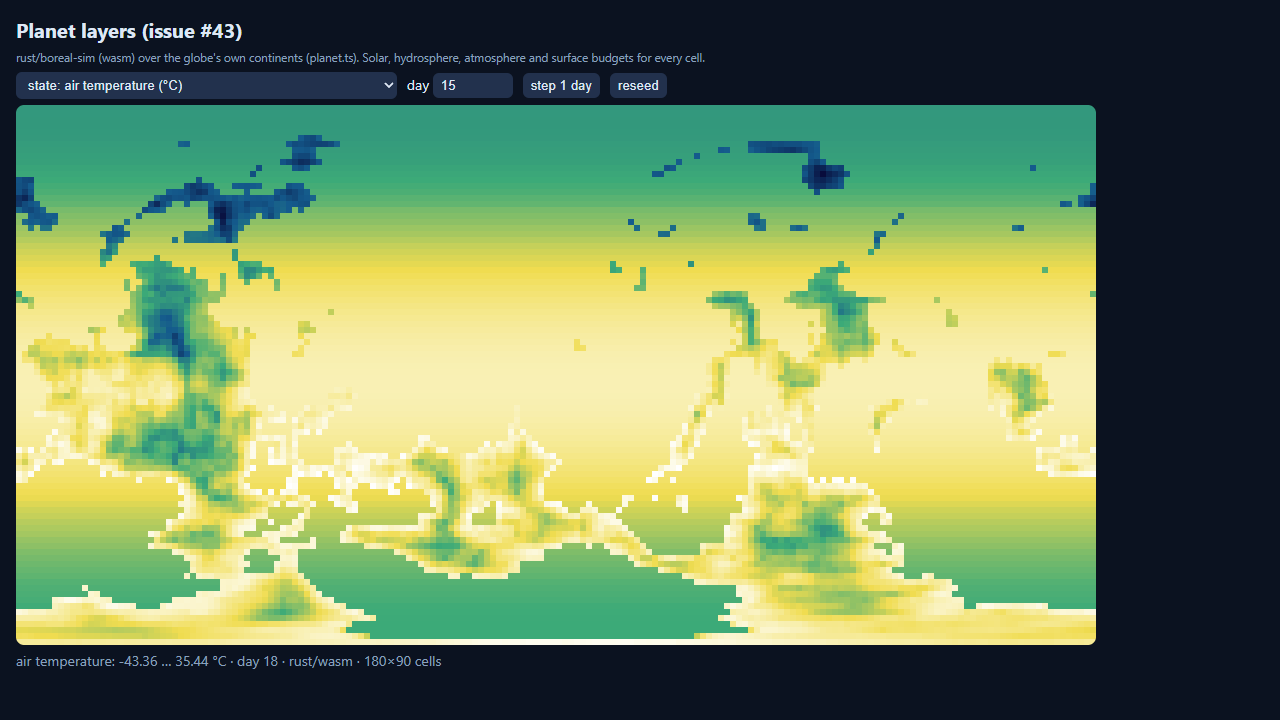 Planet layers (issue #43)
rust/boreal-sim (wasm) over the globe's own continents (planet.ts). Solar, hydrosphere, atmosphere and surface budgets for every cell.
state: air temperature (°C) day 15 step 1 day reseed
air temperature: -43.36 … 35.44 °C · day 18 · rust/wasm · 180×90 cells